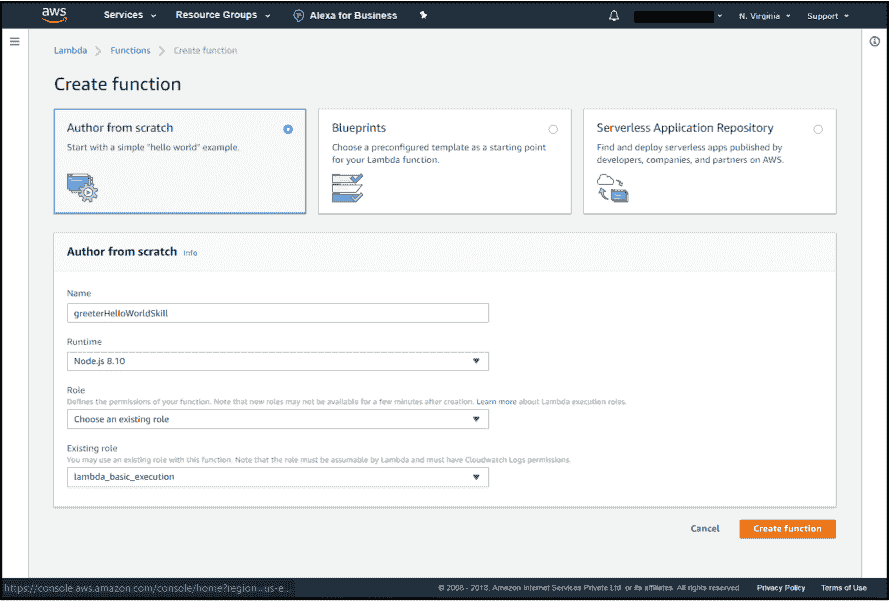 aws
Services
Resource Groups
Alexa for Business
N. Virginia
Support
Lambda
Functions
Create function
Create function
Author from scratch
Start with a simple "hello world" example.
Blueprints
Choose a preconfigured template as a starting point
for your Lambda function.
Serverless Application Repository
Find and deploy serverless apps published by
developers, companies, and partners on AWS.
Author from scratch Info
Name
greeterHelloWorldSkill
Runtime
Node.js 8.10
Role
Defines the permissions of your function. Note that new roles may not be available for a few minutes after creation. Learn more about Lambda execution roles.
Choose an existing role
Existing role
You may use an existing role with this function. Note that the role must be assumable by Lambda and must have Cloudwatch Logs permissions.
lambda_basic_execution
Cancel
Create function
https://console.aws.amazon.com/console/home?region=us-e...
© 2008 - 2018, Amazon Internet Services Private Ltd. or its affiliates. All rights reserved.
Privacy Policy
Terms of Use